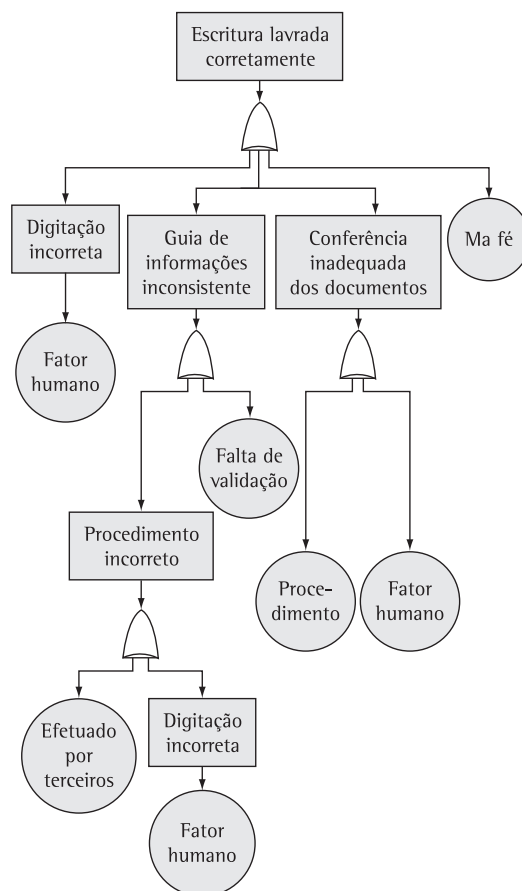 Escritura lavrada
corretamente
Digitação
incorreta
Guia de
informações
inconsistente
Conferência
inadequada
dos documentos
Ma fé
Fator
humano
Falta de
validação
Procedimento
incorreto
Proce-
dimento
Fator
humano
Efetuado
por
terceiros
Digitação
incorreta
Fator
humano